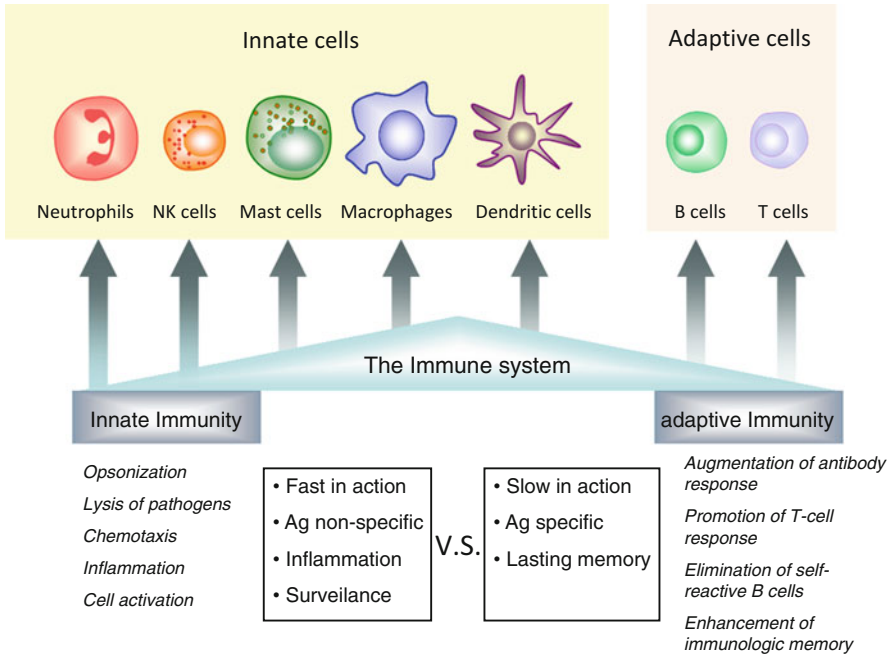 Innate cells
Adaptive cells
Neutrophils
NK cells
Mast cells
Macrophages
Dendritic cells
B cells
T cells
The Immune system
Innate Immunity
adaptive Immunity
Opsonization
Lysis of pathogens
Chemotaxis
Inflammation
Cell activation
• Fast in action
• Ag non-specific
• Inflammation
• Surveilance
V.S.
• Slow in action
• Ag specific
• Lasting memory
Augmentation of antibody
response
Promotion of T-cell
response
Elimination of self-
reactive B cells
Enhancement of
immunologic memory